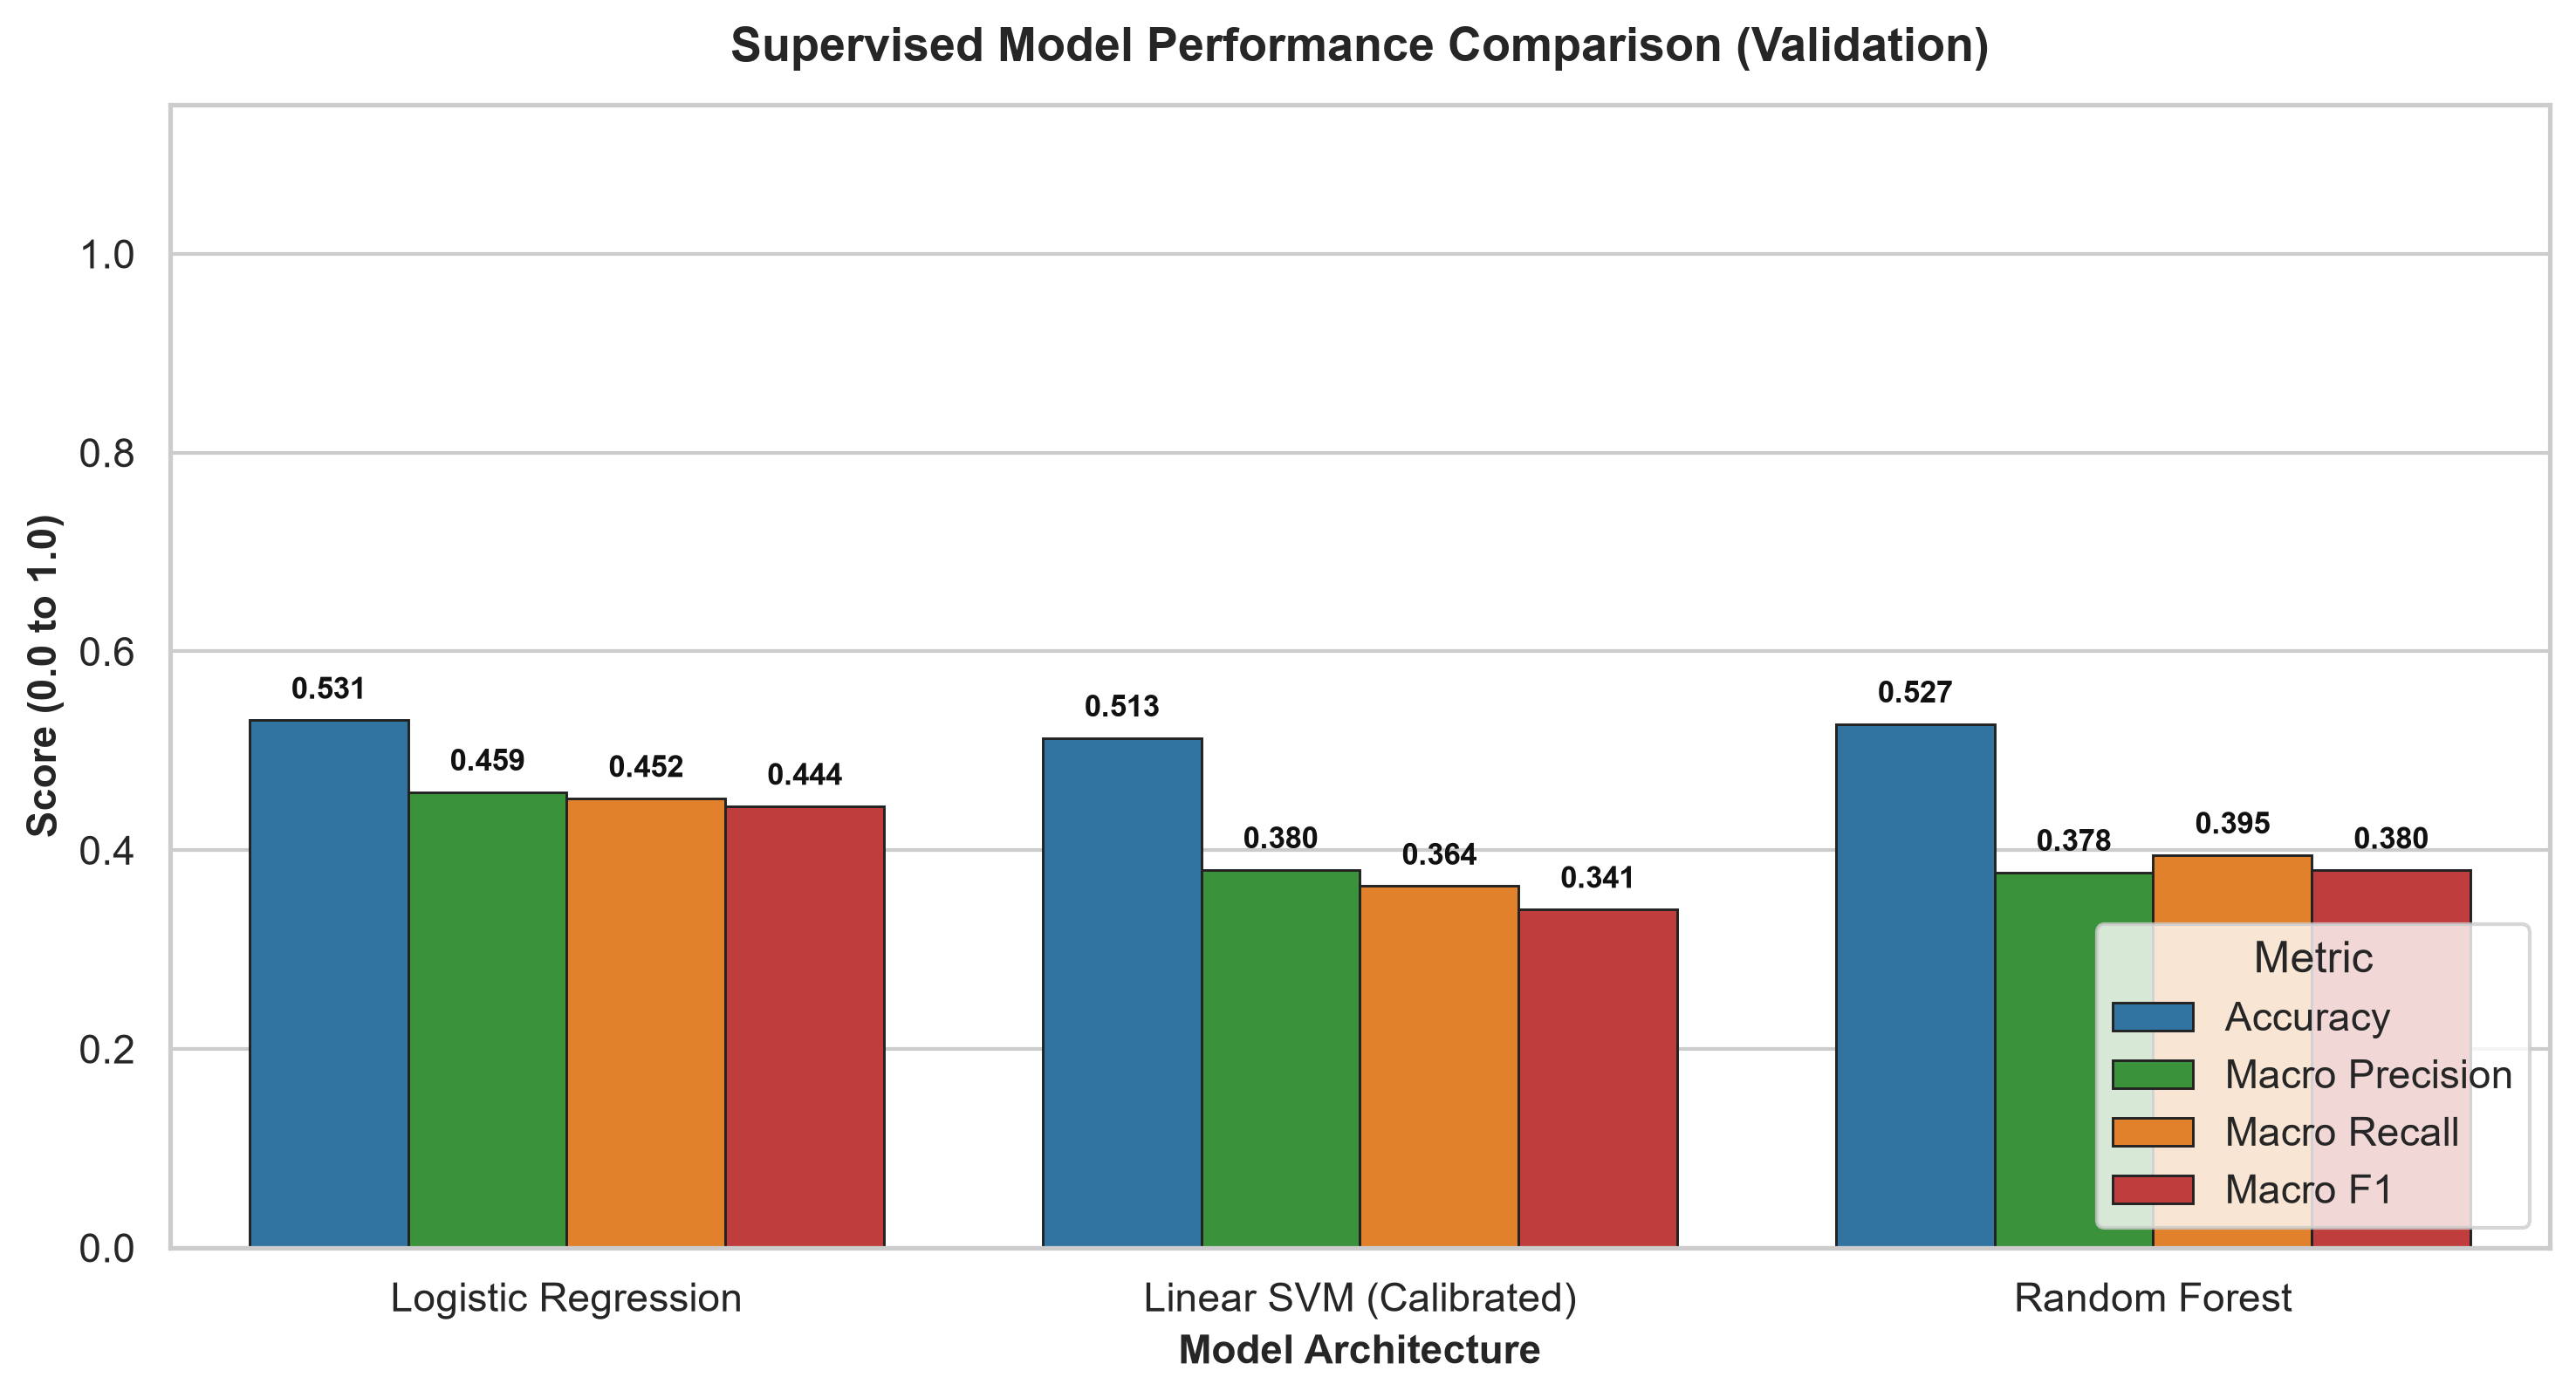 Supervised Model Performance Comparison (Validation)
Score (0.0 to 1.0)
1.0
0.8
0.6
0.4
0.2
0.0
0.531
0.459
0.452
0.444
0.513
0.380
0.364
0.341
0.527
0.378
0.395
0.380
Metric
Accuracy
Macro Precision
Macro Recall
Macro F1
Logistic Regression
Linear SVM (Calibrated)
Random Forest
Model Architecture